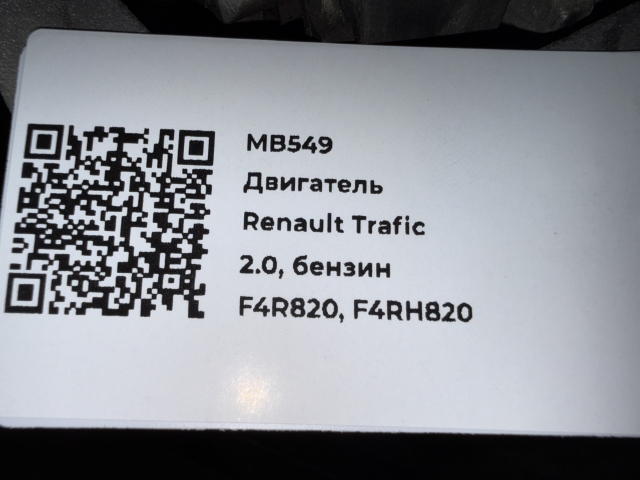 MB549
Двигатель
Renault Trafic
2.0, бензин
F4R820, F4RH820